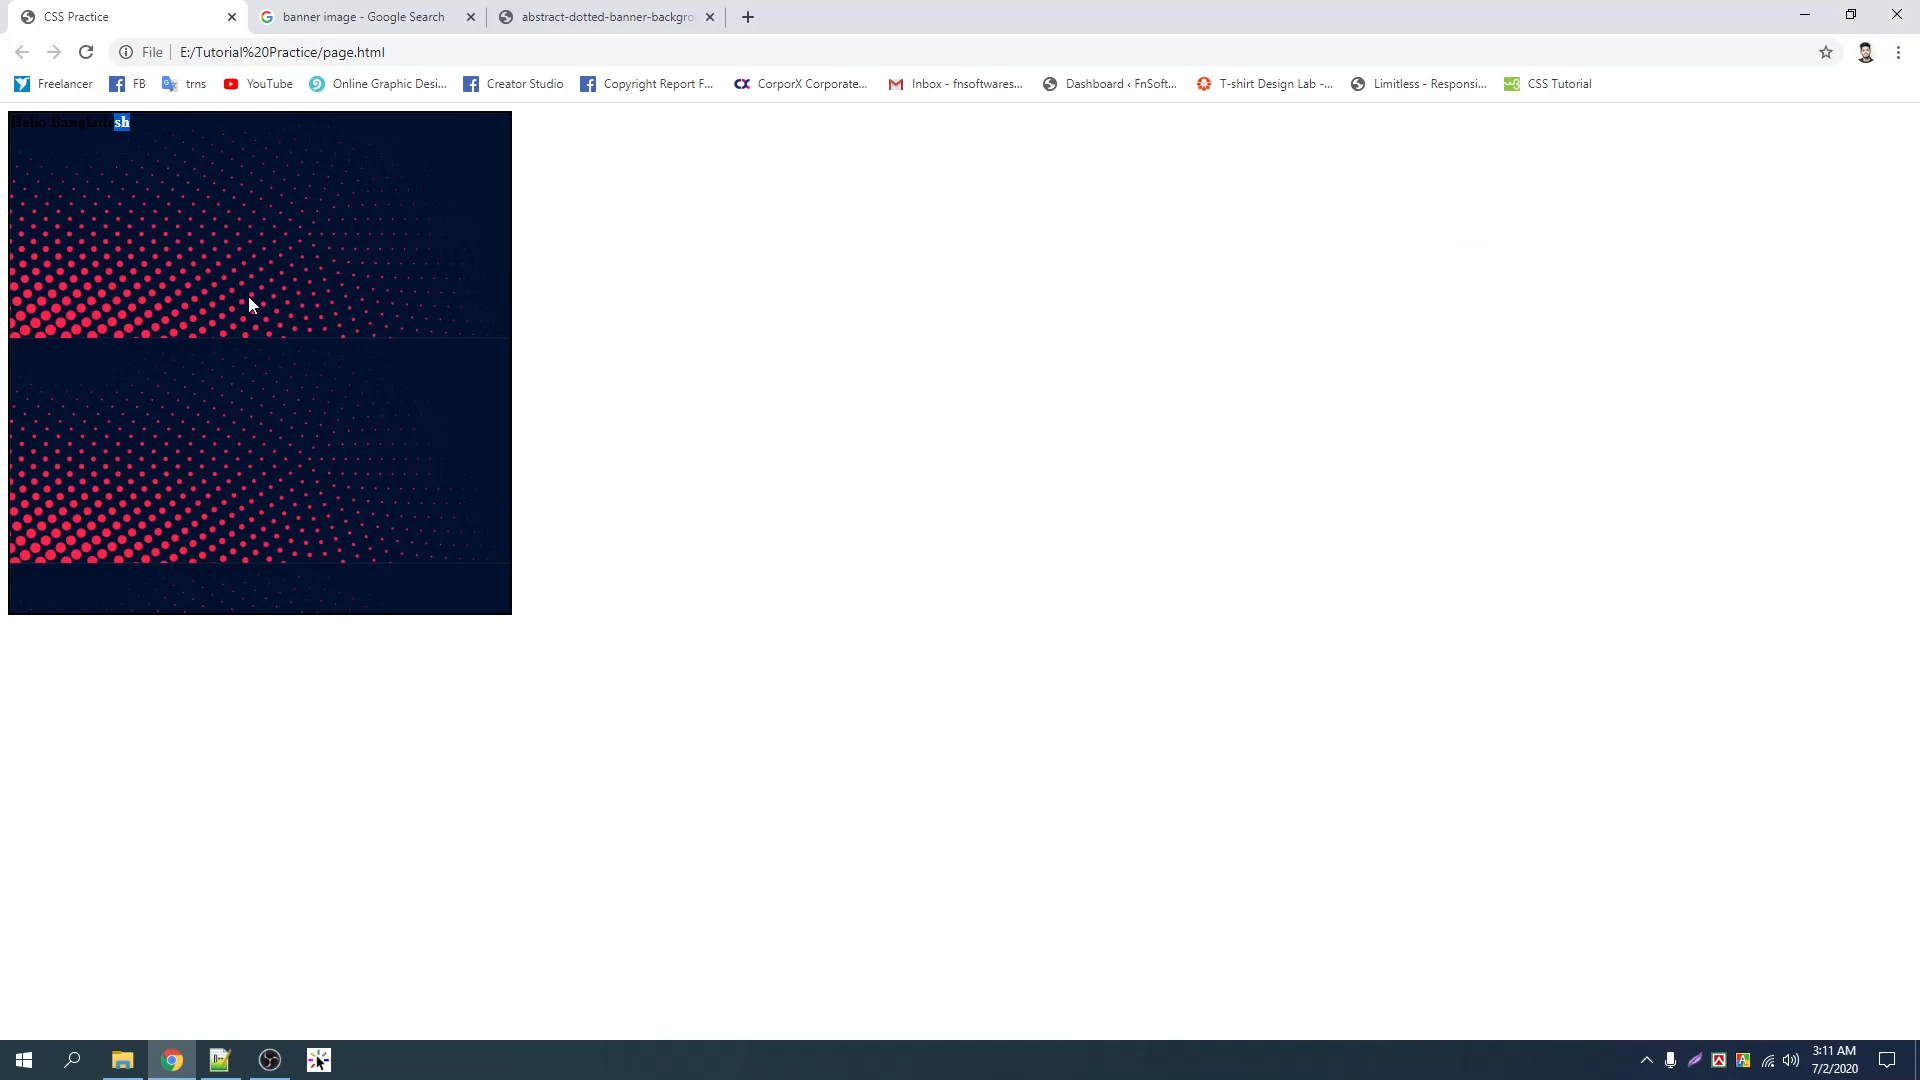 CSS Practice
banner image - Google Search
abstract-dotted-banner-backgro
File
E:/Tutorial%20Practice/page.html
Freelancer
FB
trns
YouTube
Online Graphic Desi...
Creator Studio
Copyright Report F...
CorporX Corporate...
Inbox - fnsoftwares...
Dashboard ‹ FnSoft...
T-shirt Design Lab -...
Limitless - Responsi...
CSS Tutorial
Hello Bangladesh
3:11 AM
7/2/2020